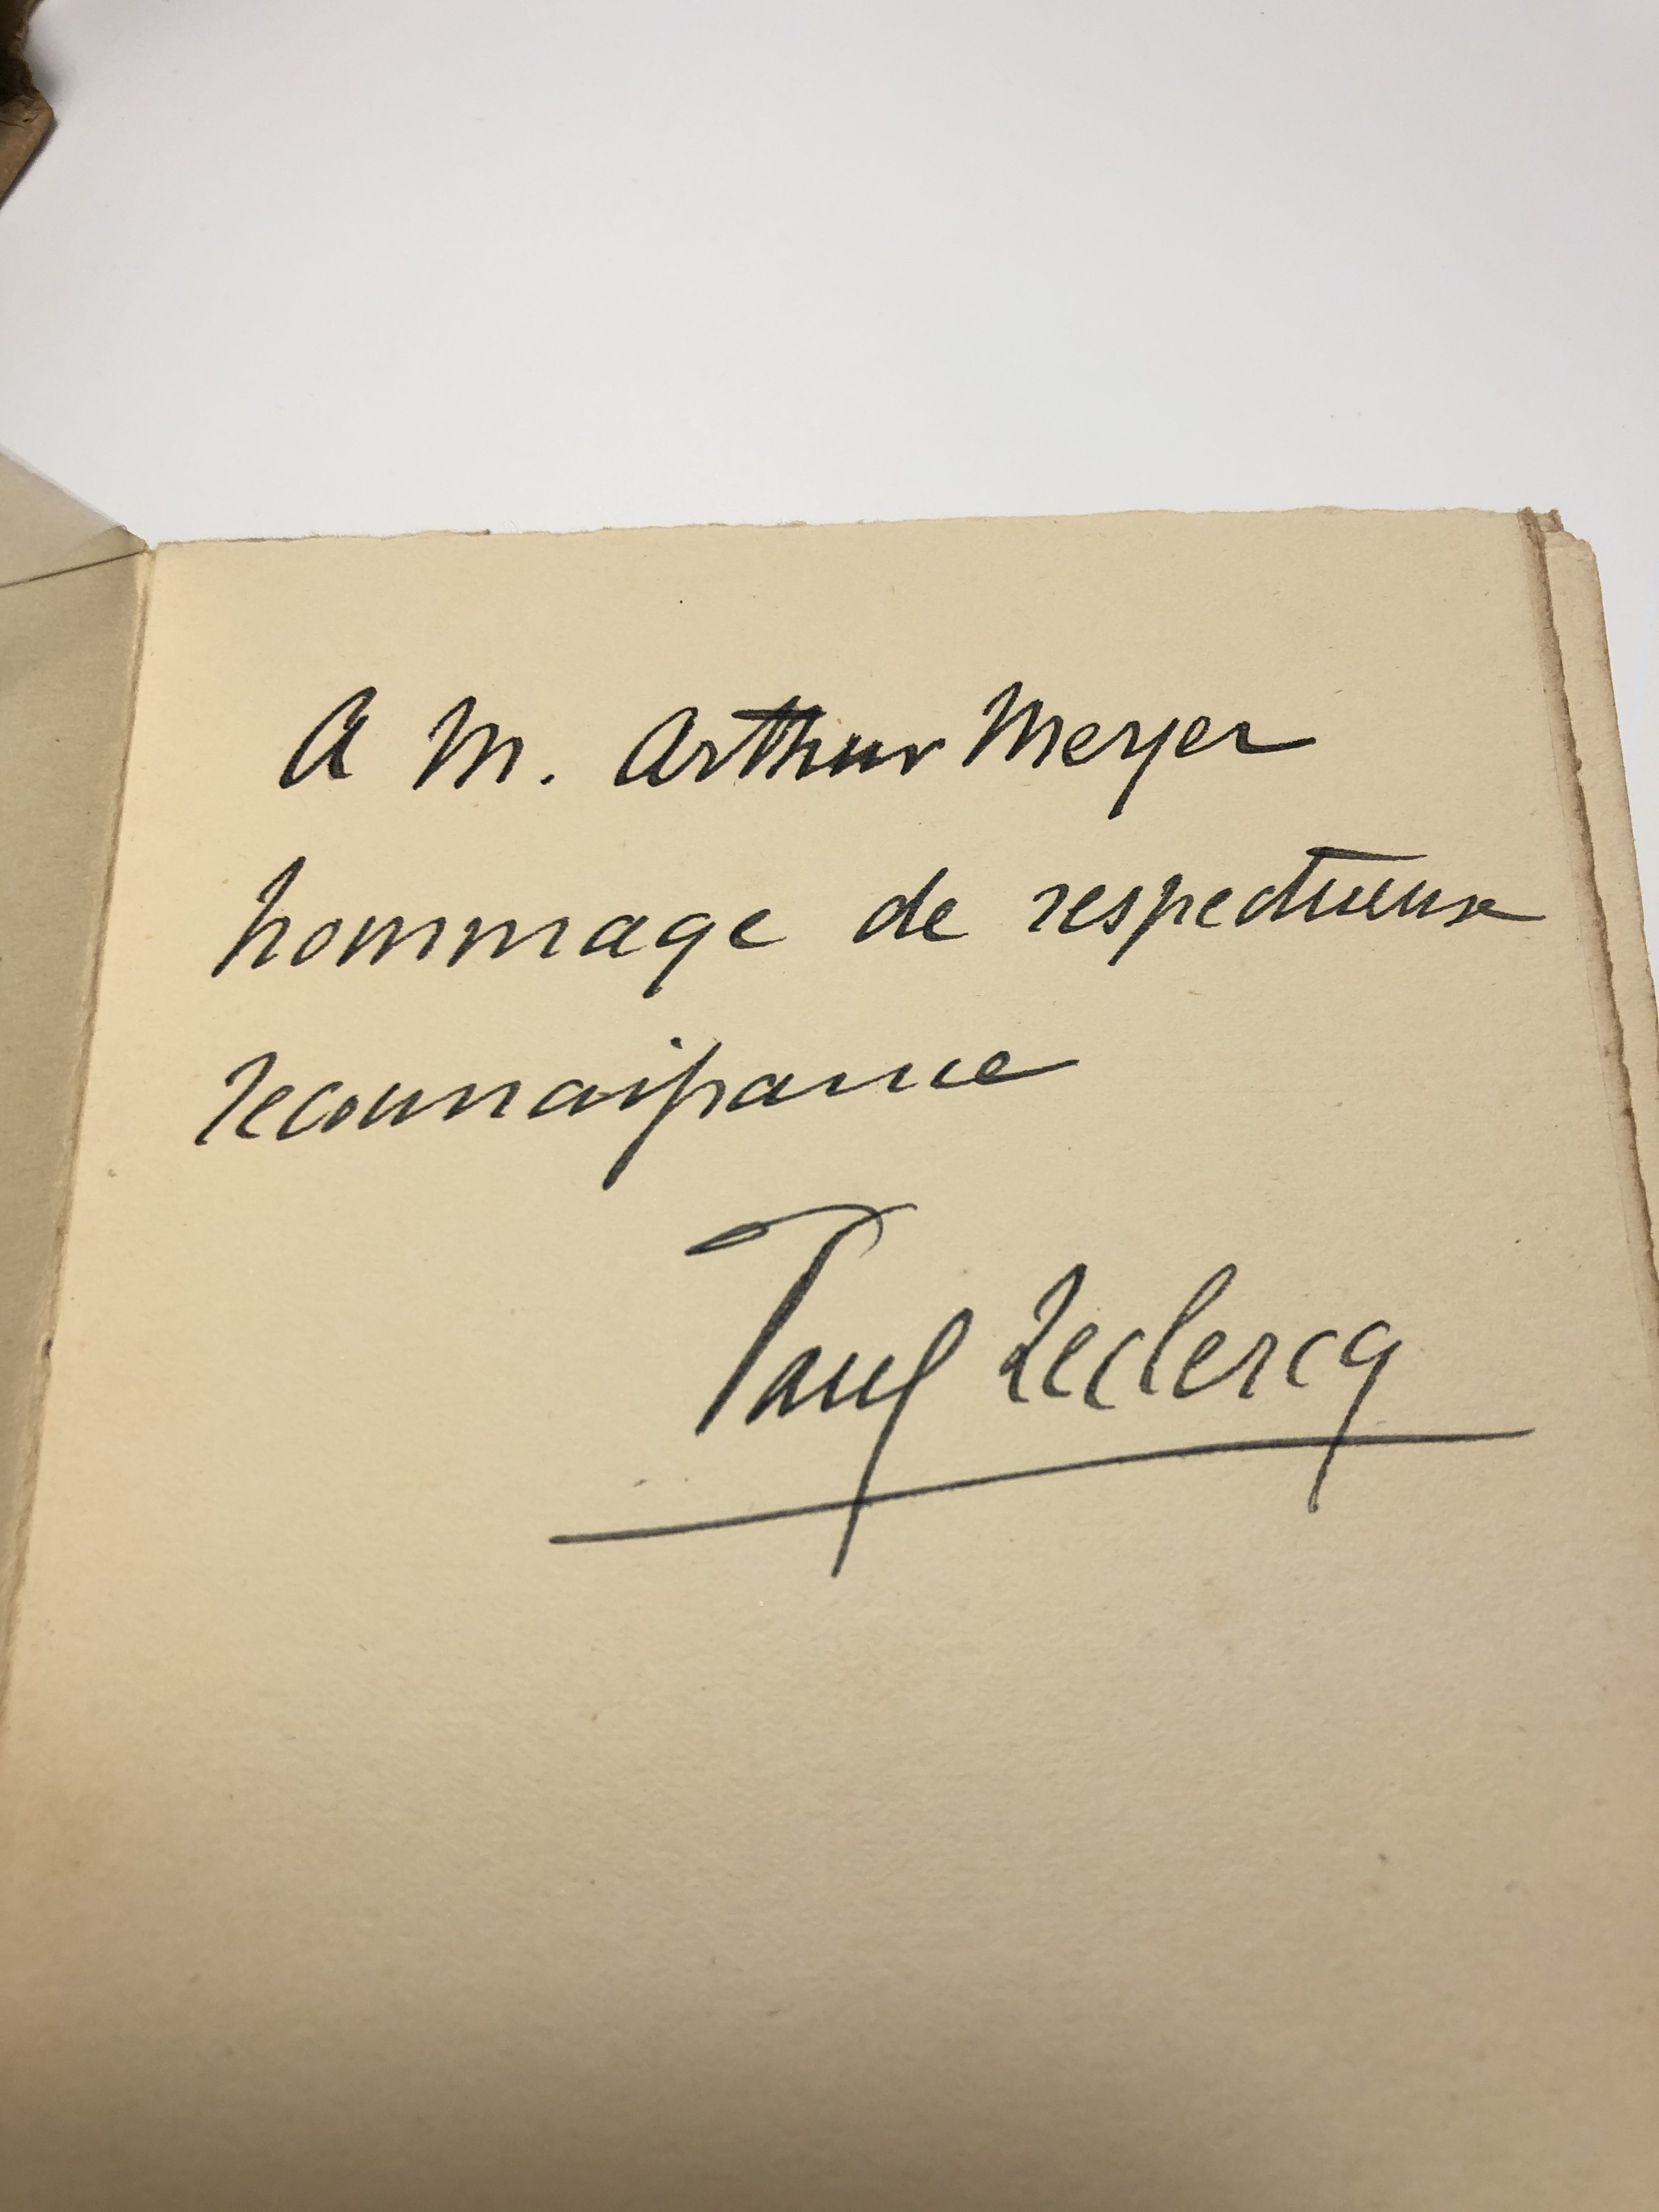 A M. Arthur Meyer
hommage de respectueuse
reconnaissance
Paul Leclercq